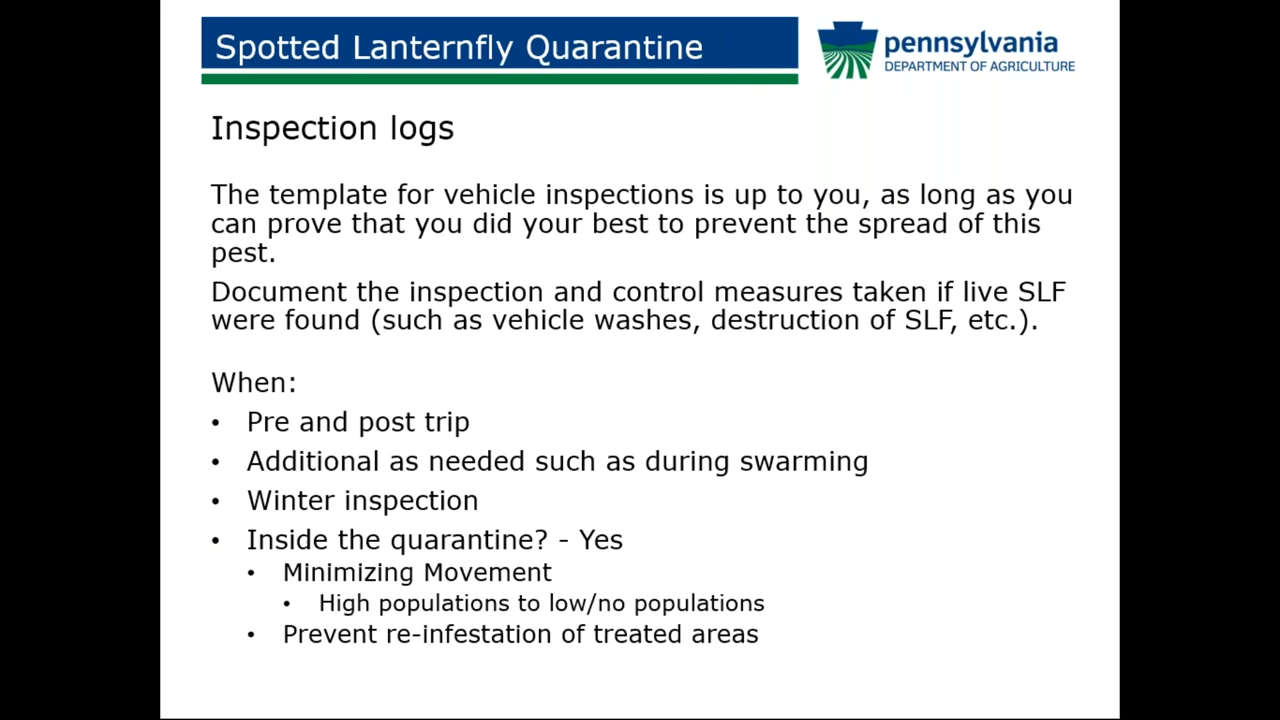 Spotted Lanternfly Quarantine
pennsylvania
DEPARTMENT OF AGRICULTURE
Inspection logs
The template for vehicle inspections is up to you, as long as you
can prove that you did your best to prevent the spread of this
pest.
Document the inspection and control measures taken if live SLF
were found (such as vehicle washes, destruction of SLF, etc.).
When:
• Pre and post trip
• Additional as needed such as during swarming
• Winter inspection
• Inside the quarantine? - Yes
• Minimizing Movement
• High populations to low/no populations
• Prevent re-infestation of treated areas